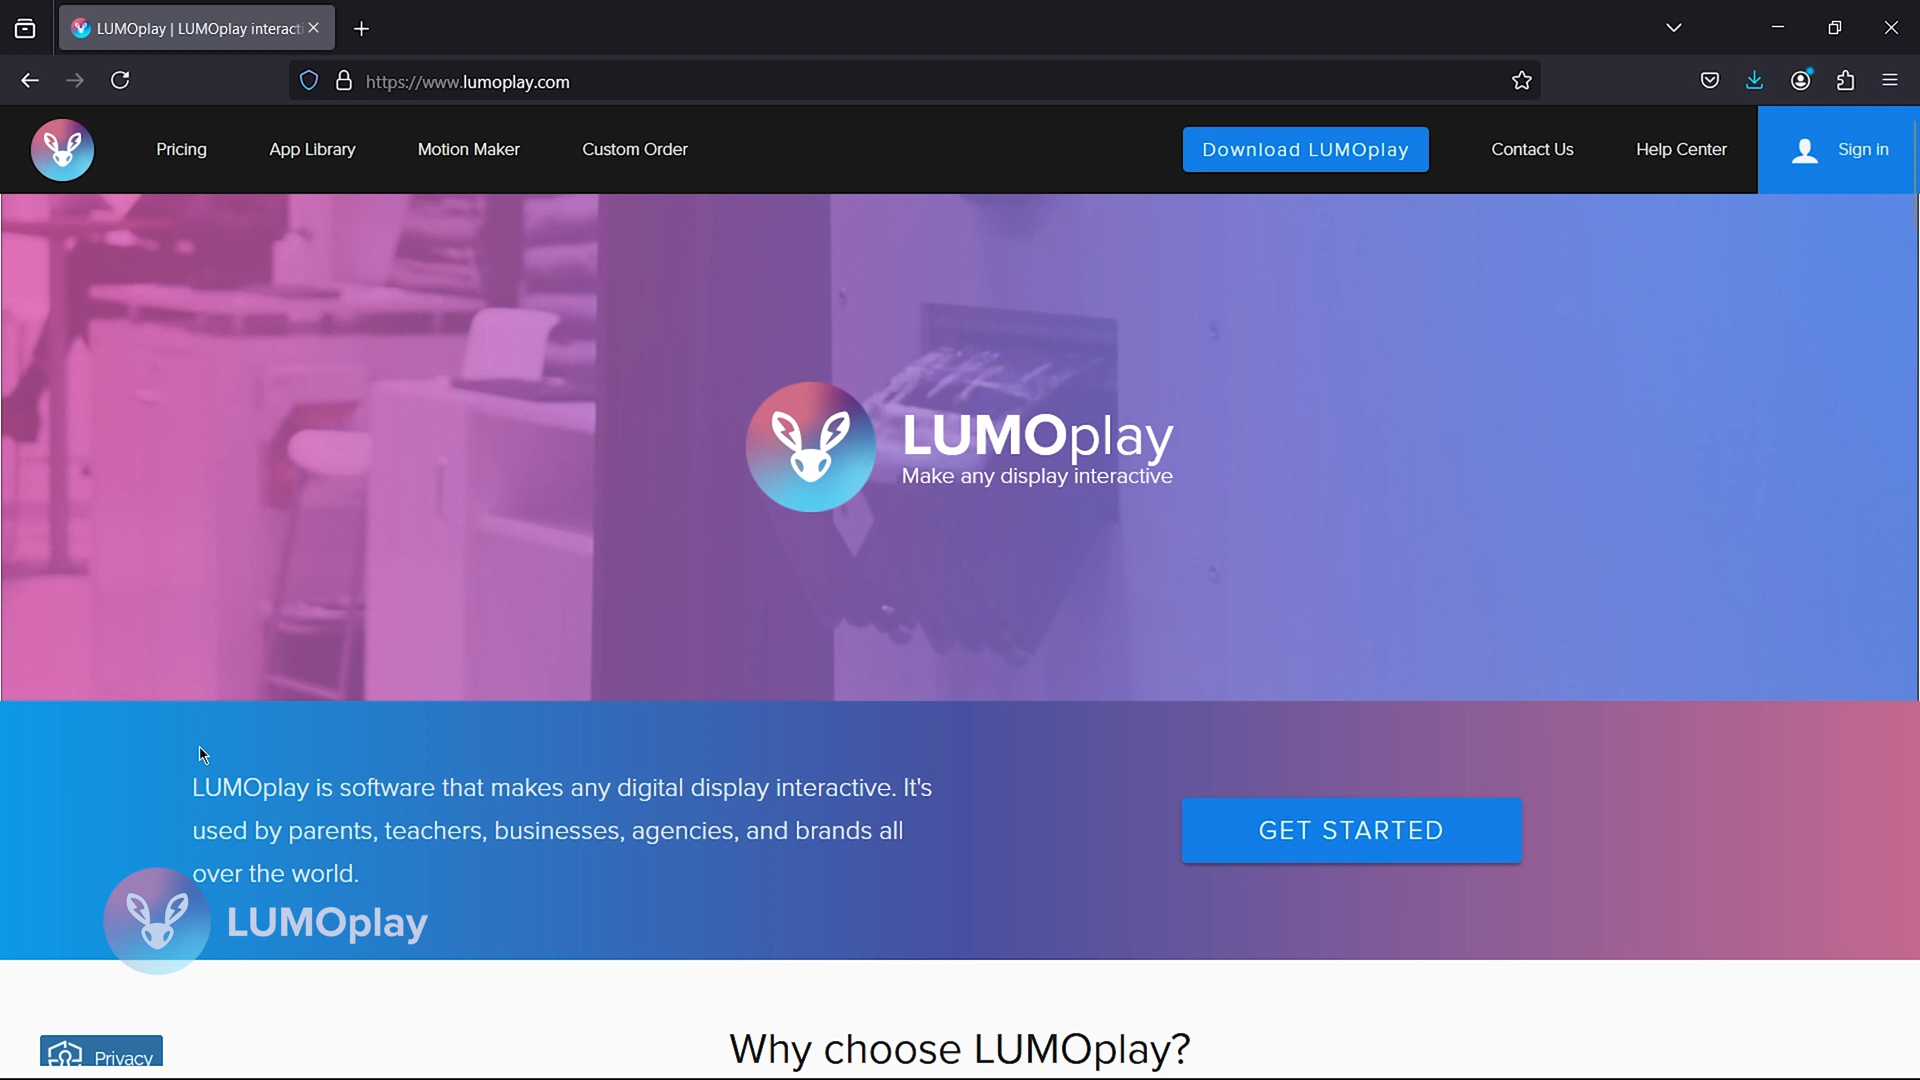 LUMOplay | LUMOplay interacti
https://www.lumoplay.com
Pricing
App Library
Motion Maker
Custom Order
Download LUMOplay
Contact Us
Help Center
Sign in
LUMOplay
Make any display interactive
LUMOplay is software that makes any digital display interactive. It's
used by parents, teachers, businesses, agencies, and brands all
over the world.
GET STARTED
LUMOplay
Why choose LUMOplay?
Privacy